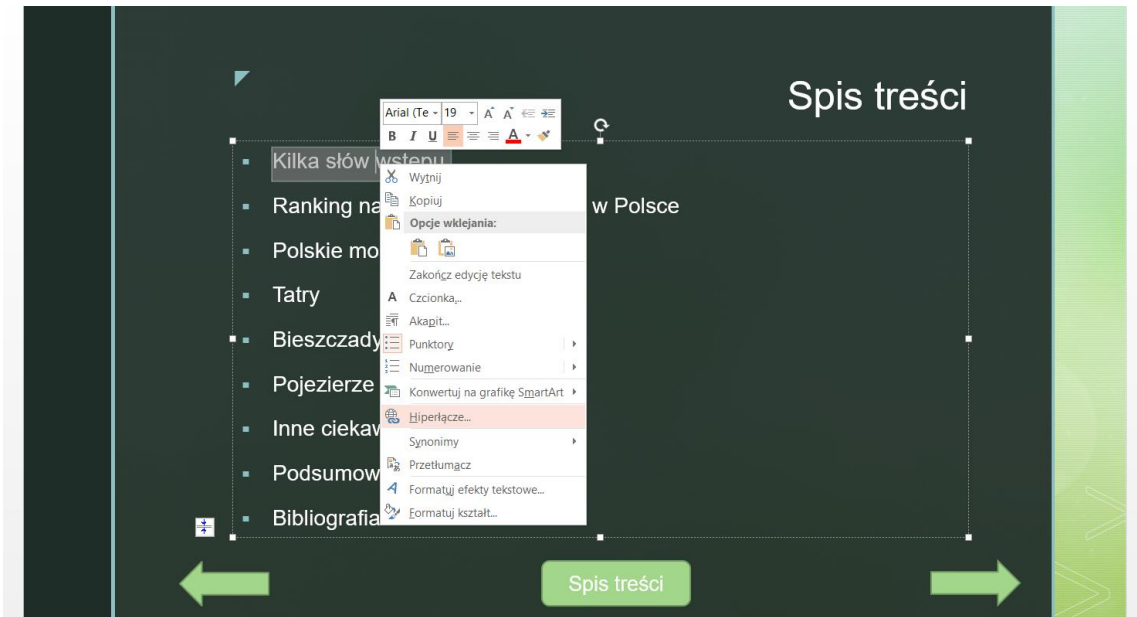 Spis treści
Arial (Te 19
B I U A
Kilka słów wstępu
Wytnij
Ranking na
Kopiuj
w Polsce
Opcje wklejania:
Polskie mo
Zakończ edycję tekstu
Tatry
A Czcionka...
Akapit...
Bieszczady
Punktory
Numerowanie
Pojezierze
Konwertuj na grafikę SmartArt
Hiperłącze...
Inne ciekaw
Synonimy
Podsumow
Przetłumacz
Formatuj efekty tekstowe...
Bibliografia
Formatuj kształt...
Spis treści